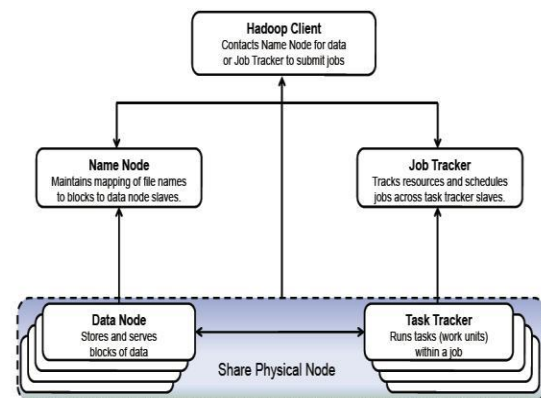 Hadoop Client
Contacts Name Node for data
or Job Tracker to submit jobs
Name Node
Maintains mapping of file names
to blocks to data node slaves.
Job Tracker
Tracks resources and schedules
jobs across task tracker slaves.
Data Node
Stores and serves
blocks of data
Task Tracker
Runs tasks (work units)
within a job
Share Physical Node